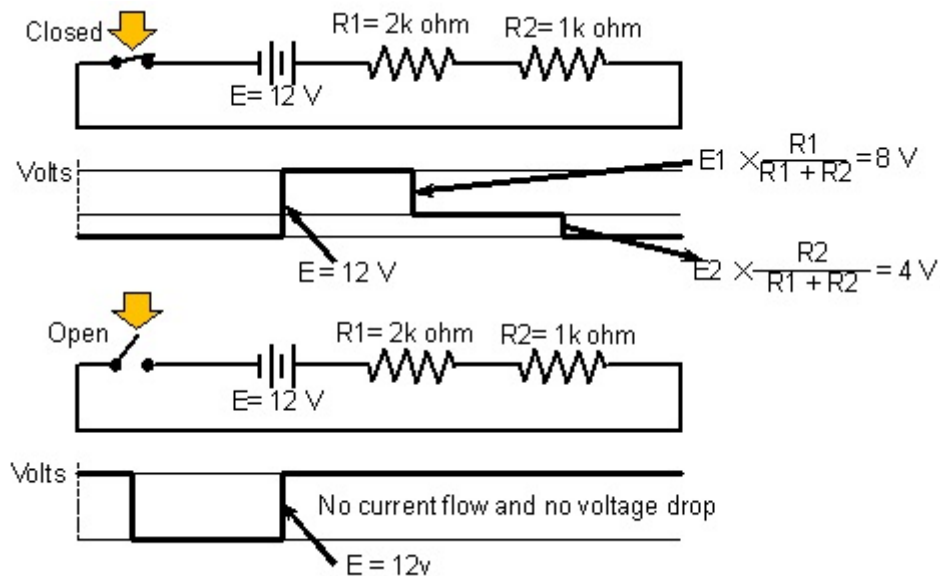 Closed
R1= 2k ohm
R2= 1k ohm
E= 12 V
Volts
E1 × R1 / R1 + R2 = 8 V
E = 12 V
E2 × R2 / R1 + R2 = 4 V
Open
R1= 2k ohm
R2= 1k ohm
E= 12 V
Volts
No current flow and no voltage drop
E = 12v